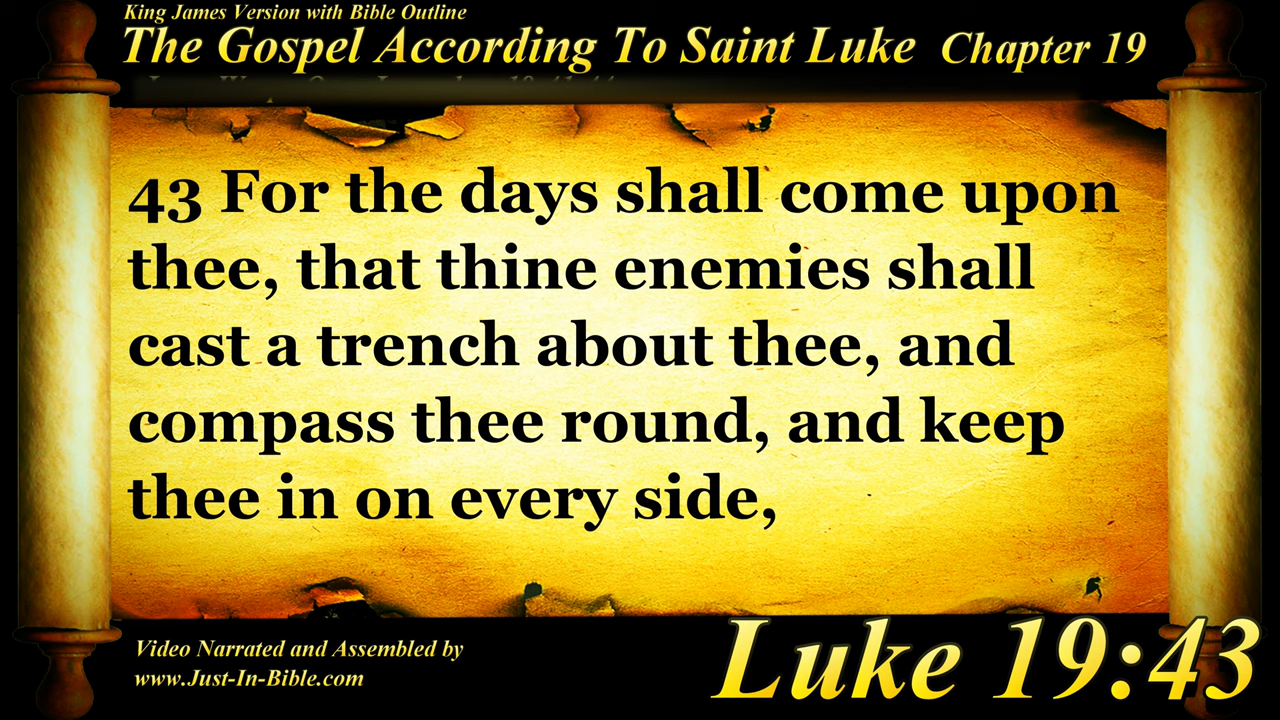 King James Version with Bible Outline
The Gospel According To Saint Luke Chapter 19
43 For the days shall come upon
thee, that thine enemies shall
cast a trench about thee, and
compass thee round, and keep
thee in on every side,
Video Narrated and Assembled by
www.Just-In-Bible.com
Luke 19:43